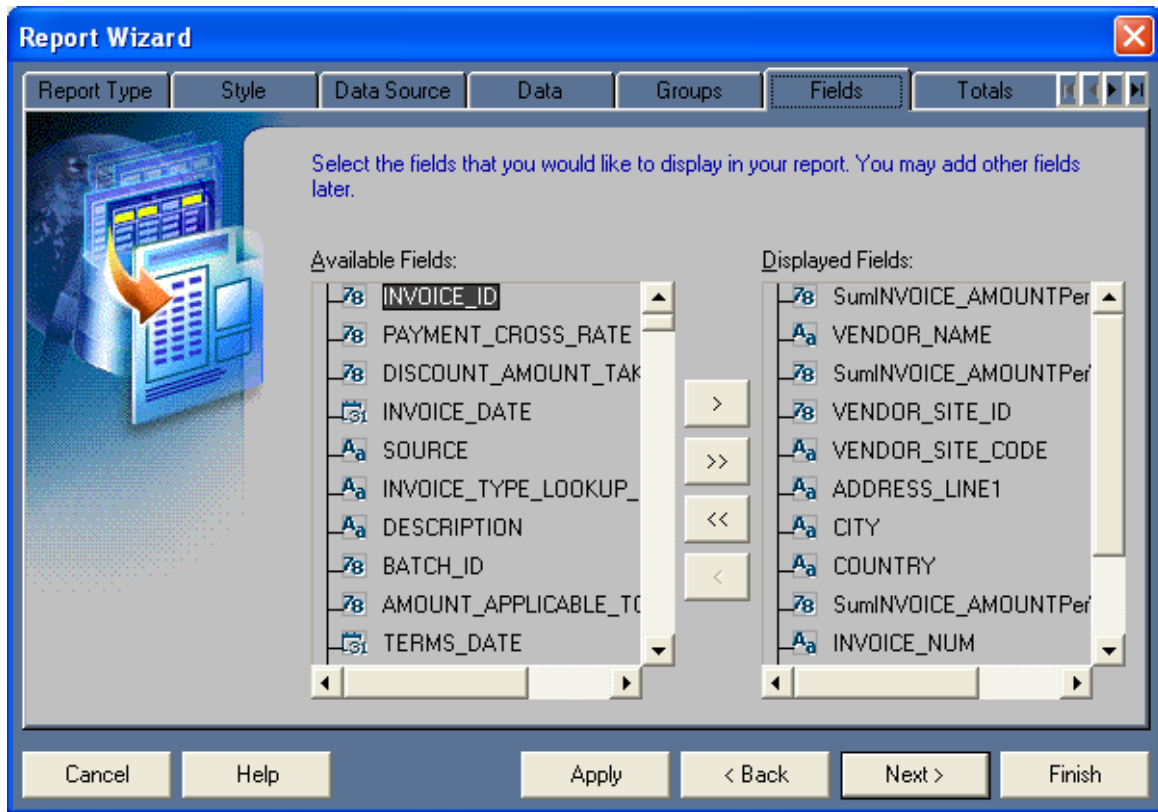 Report Wizard
Report Type Style Data Source Data Groups Fields Totals
Select the fields that you would like to display in your report. You may add other fields
later.
Available Fields:
INVOICE_ID
PAYMENT_CROSS_RATE
DISCOUNT_AMOUNT_TAK
INVOICE_DATE
SOURCE
INVOICE_TYPE_LOOKUP_
DESCRIPTION
BATCH_ID
AMOUNT_APPLICABLE_TO
TERMS_DATE
>
>>
<<
<
Displayed Fields:
SumINVOICE_AMOUNTPer
VENDOR_NAME
SumINVOICE_AMOUNTPer
VENDOR_SITE_ID
VENDOR_SITE_CODE
ADDRESS_LINE1
CITY
COUNTRY
SumINVOICE_AMOUNTPer
INVOICE_NUM
Cancel Help Apply < Back Next > Finish